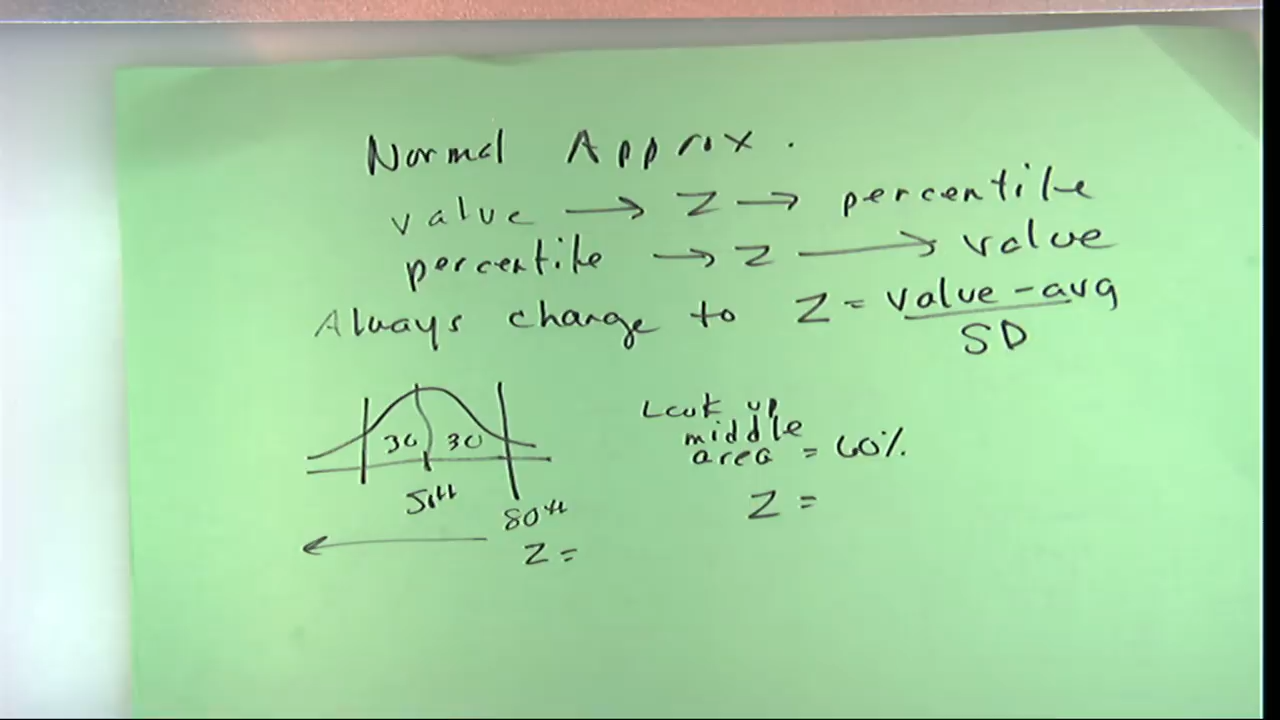 Normal Approx.
value → Z → percentile
percentile → Z → value
Always change to Z = value - avg / SD
30 30
50th
80th
Z =
Look up
middle
area = 60%
Z =